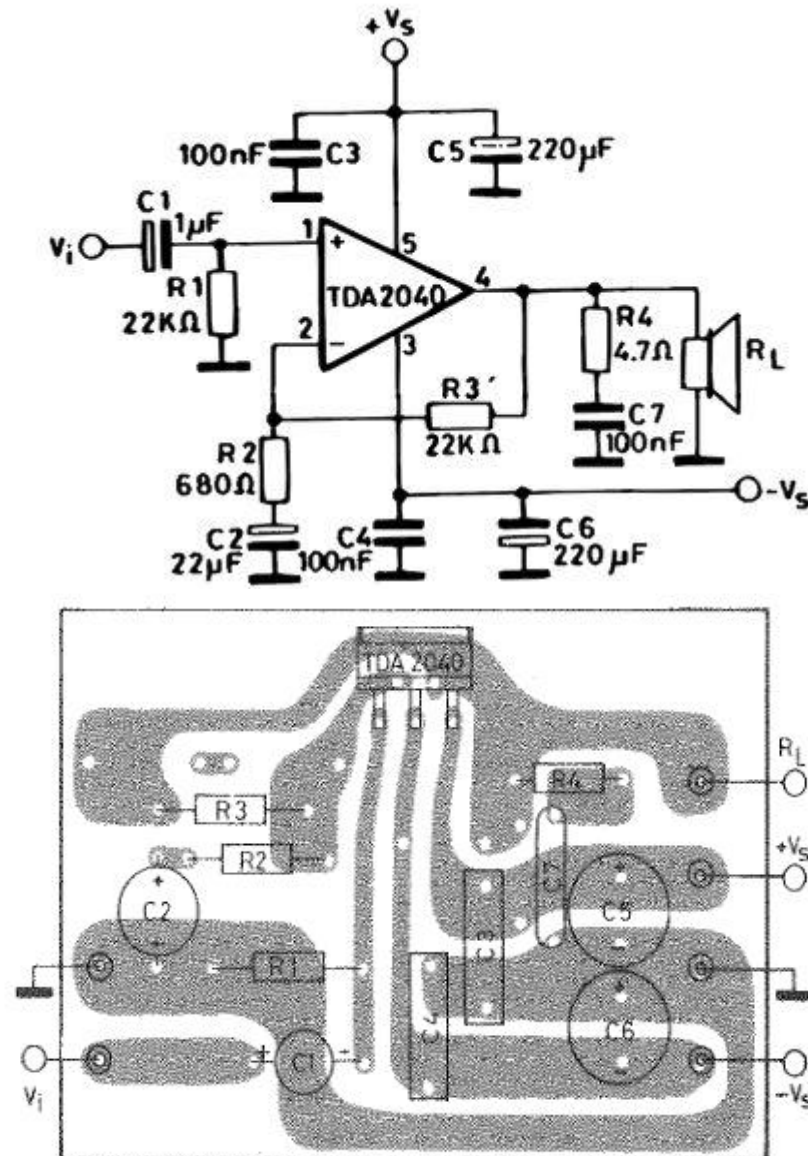 +Vs
100nF C3
C5 220µF
C1
1µF
Vi
R1
22KΩ
1 +
5
TDA2040
4
2 −
3
R4
4.7Ω
RL
R3'
22KΩ
C7
100nF
R2
680Ω
-Vs
C2
22µF
C4
100nF
C6
220µF
TDA 2040
RL
R4
R3
+Vs
R2
C7
+
C2
+
+
C5
-
C3
R1
C4
+
C6
-
Vi
+ C1 -
-Vs